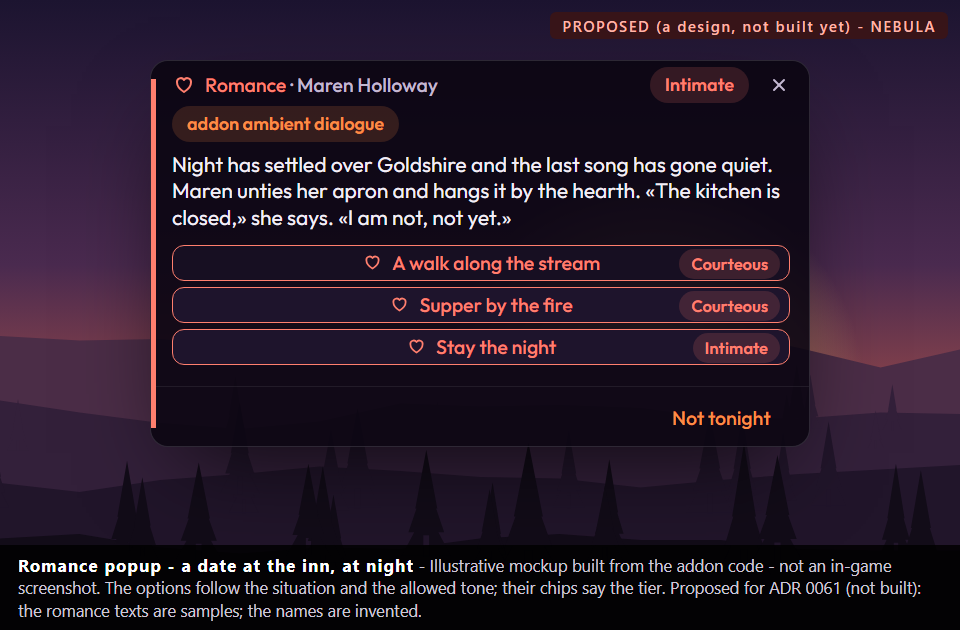 PROPOSED (a design, not built yet) - NEBULA
Romance · Maren Holloway
Intimate
addon ambient dialogue
Night has settled over Goldshire and the last song has gone quiet.
Maren unties her apron and hangs it by the hearth. «The kitchen is
closed,» she says. «I am not, not yet.»
A walk along the stream
Courteous
Supper by the fire
Courteous
Stay the night
Intimate
Not tonight
Romance popup - a date at the inn, at night - Illustrative mockup built from the addon code - not an in-game
screenshot. The options follow the situation and the allowed tone; their chips say the tier. Proposed for ADR 0061 (not built):
the romance texts are samples; the names are invented.